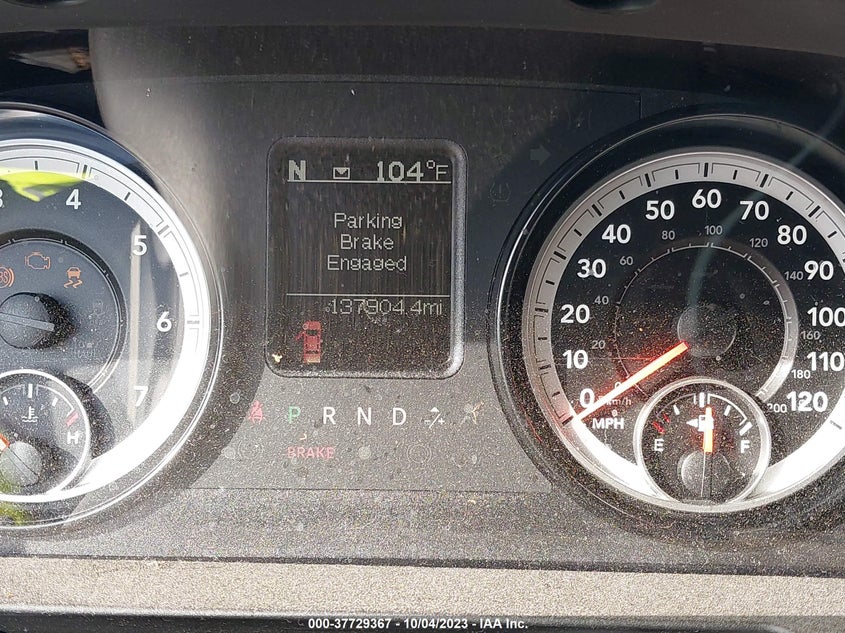 N 104°F
Parking
Brake
Engaged
137904.4mi
3 4 5 6 7
H
P R N D
BRAKE
0 10 20 30 40 50 60 70 80 90 100 110 120
20 40 60 80 100 120 140 160 180 200
km/h
MPH
E F
000-37729367 - 10/04/2023 - IAA Inc.